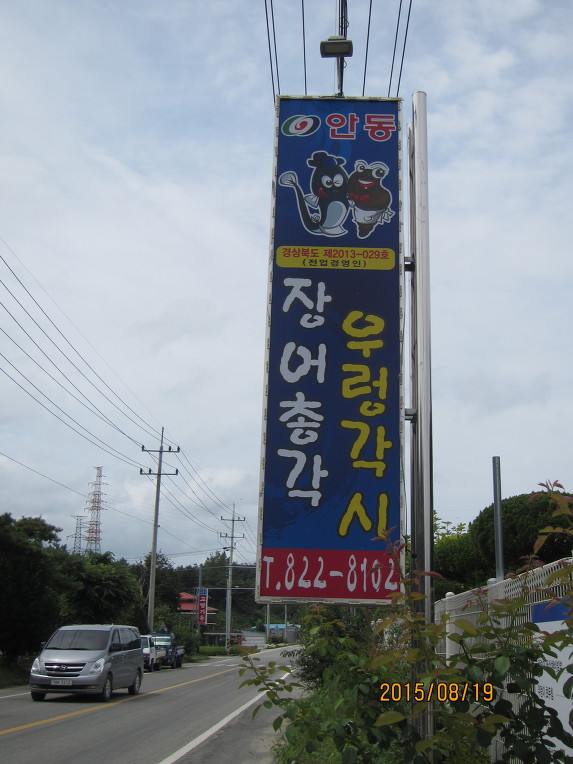 안동
경상북도 제2013-029호
(전업경영인)
장어총각
우렁각시
T.822-8102
2015/08/19